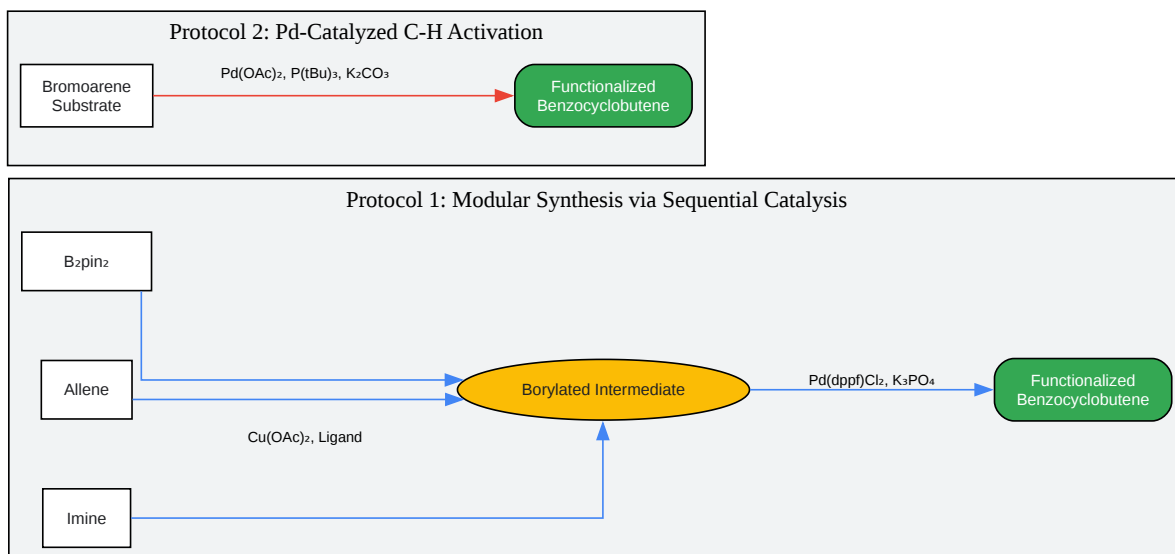 Protocol 2: Pd-Catalyzed C-H Activation
Bromoarene
Substrate
Pd(OAc)₂, P(tBu)₃, K₂CO₃
Functionalized
Benzocyclobutene
Protocol 1: Modular Synthesis via Sequential Catalysis
B₂pin₂
Allene
Cu(OAc)₂, Ligand
Imine
Borylated Intermediate
Pd(dppf)Cl₂, K₃PO₄
Functionalized
Benzocyclobutene